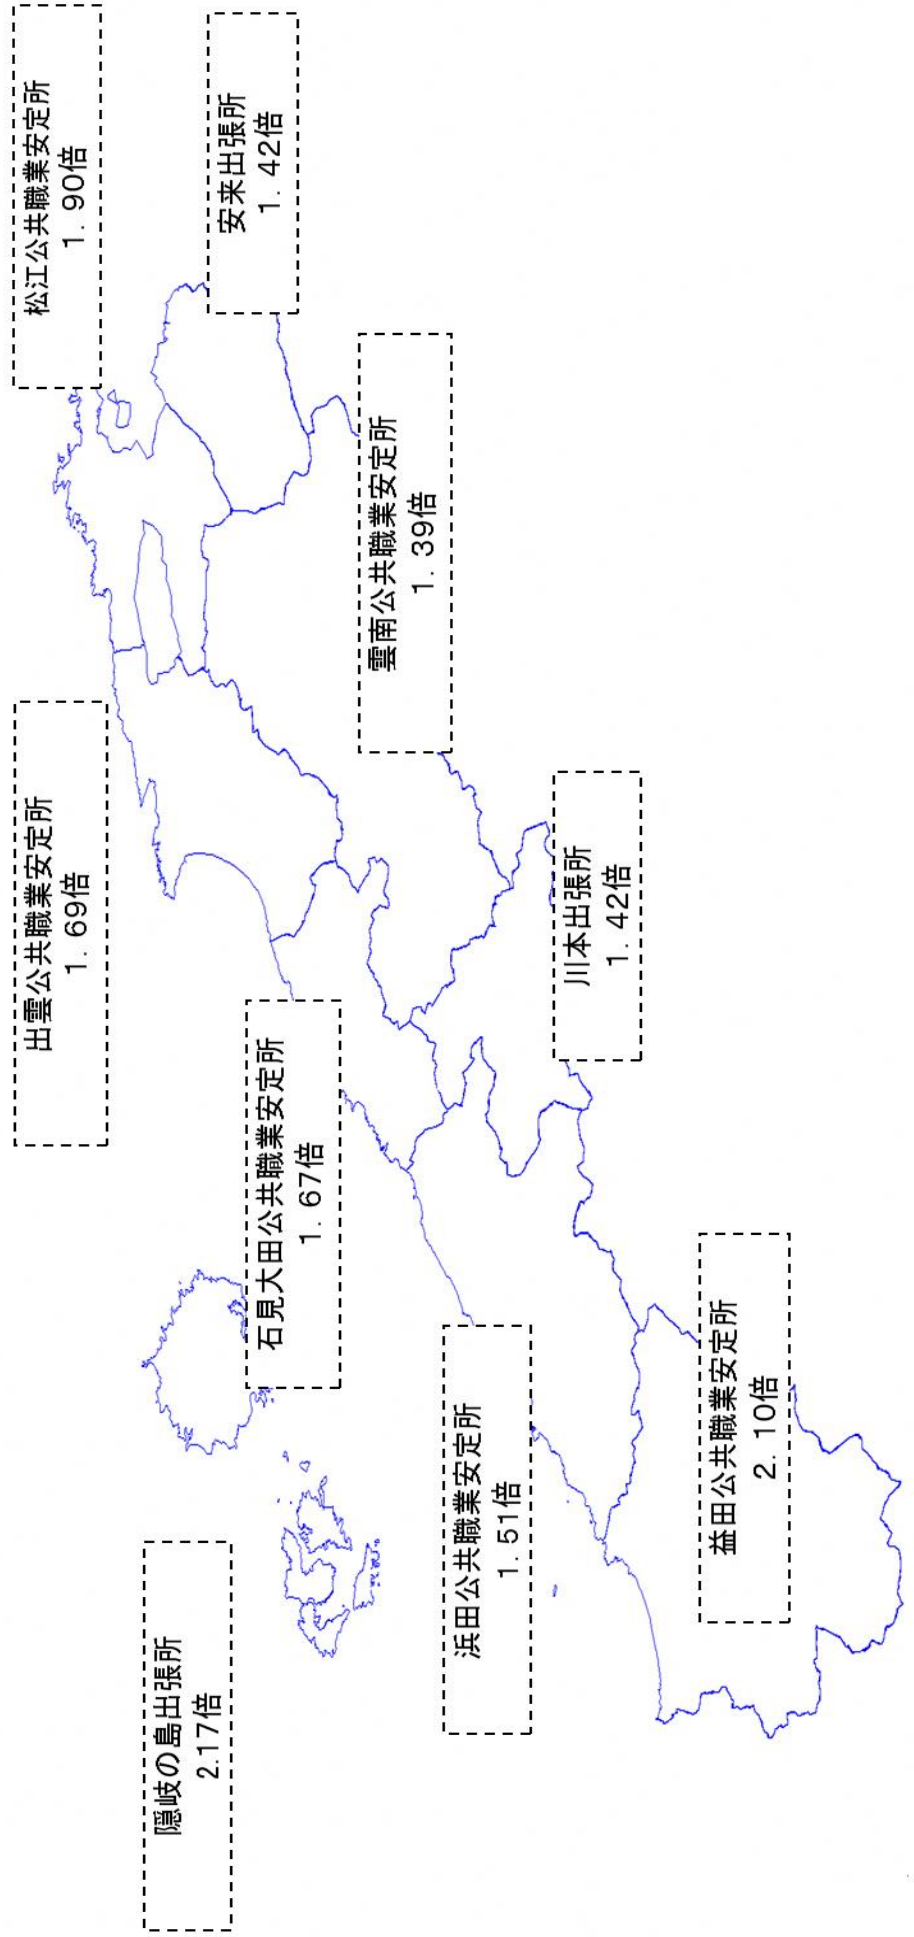 松江公共職業安定所
1．90倍
安来出張所
1．42倍
雲南公共職業安定所
1．39倍
出雲公共職業安定所
1．69倍
川本出張所
1．42倍
石見大田公共職業安定所
1．67倍
浜田公共職業安定所
1．51倍
益田公共職業安定所
2．10倍
隠岐の島出張所
2.17倍